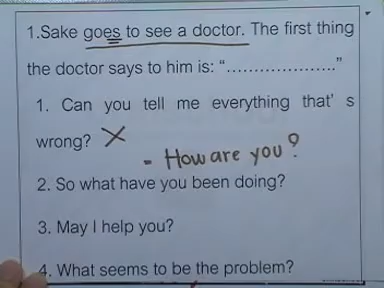 1.Sake goes to see a doctor. The first thing
the doctor says to him is: “....................”
1. Can you tell me everything that' s
wrong? X
- How are you?
2. So what have you been doing?
3. May I help you?
4. What seems to be the problem?